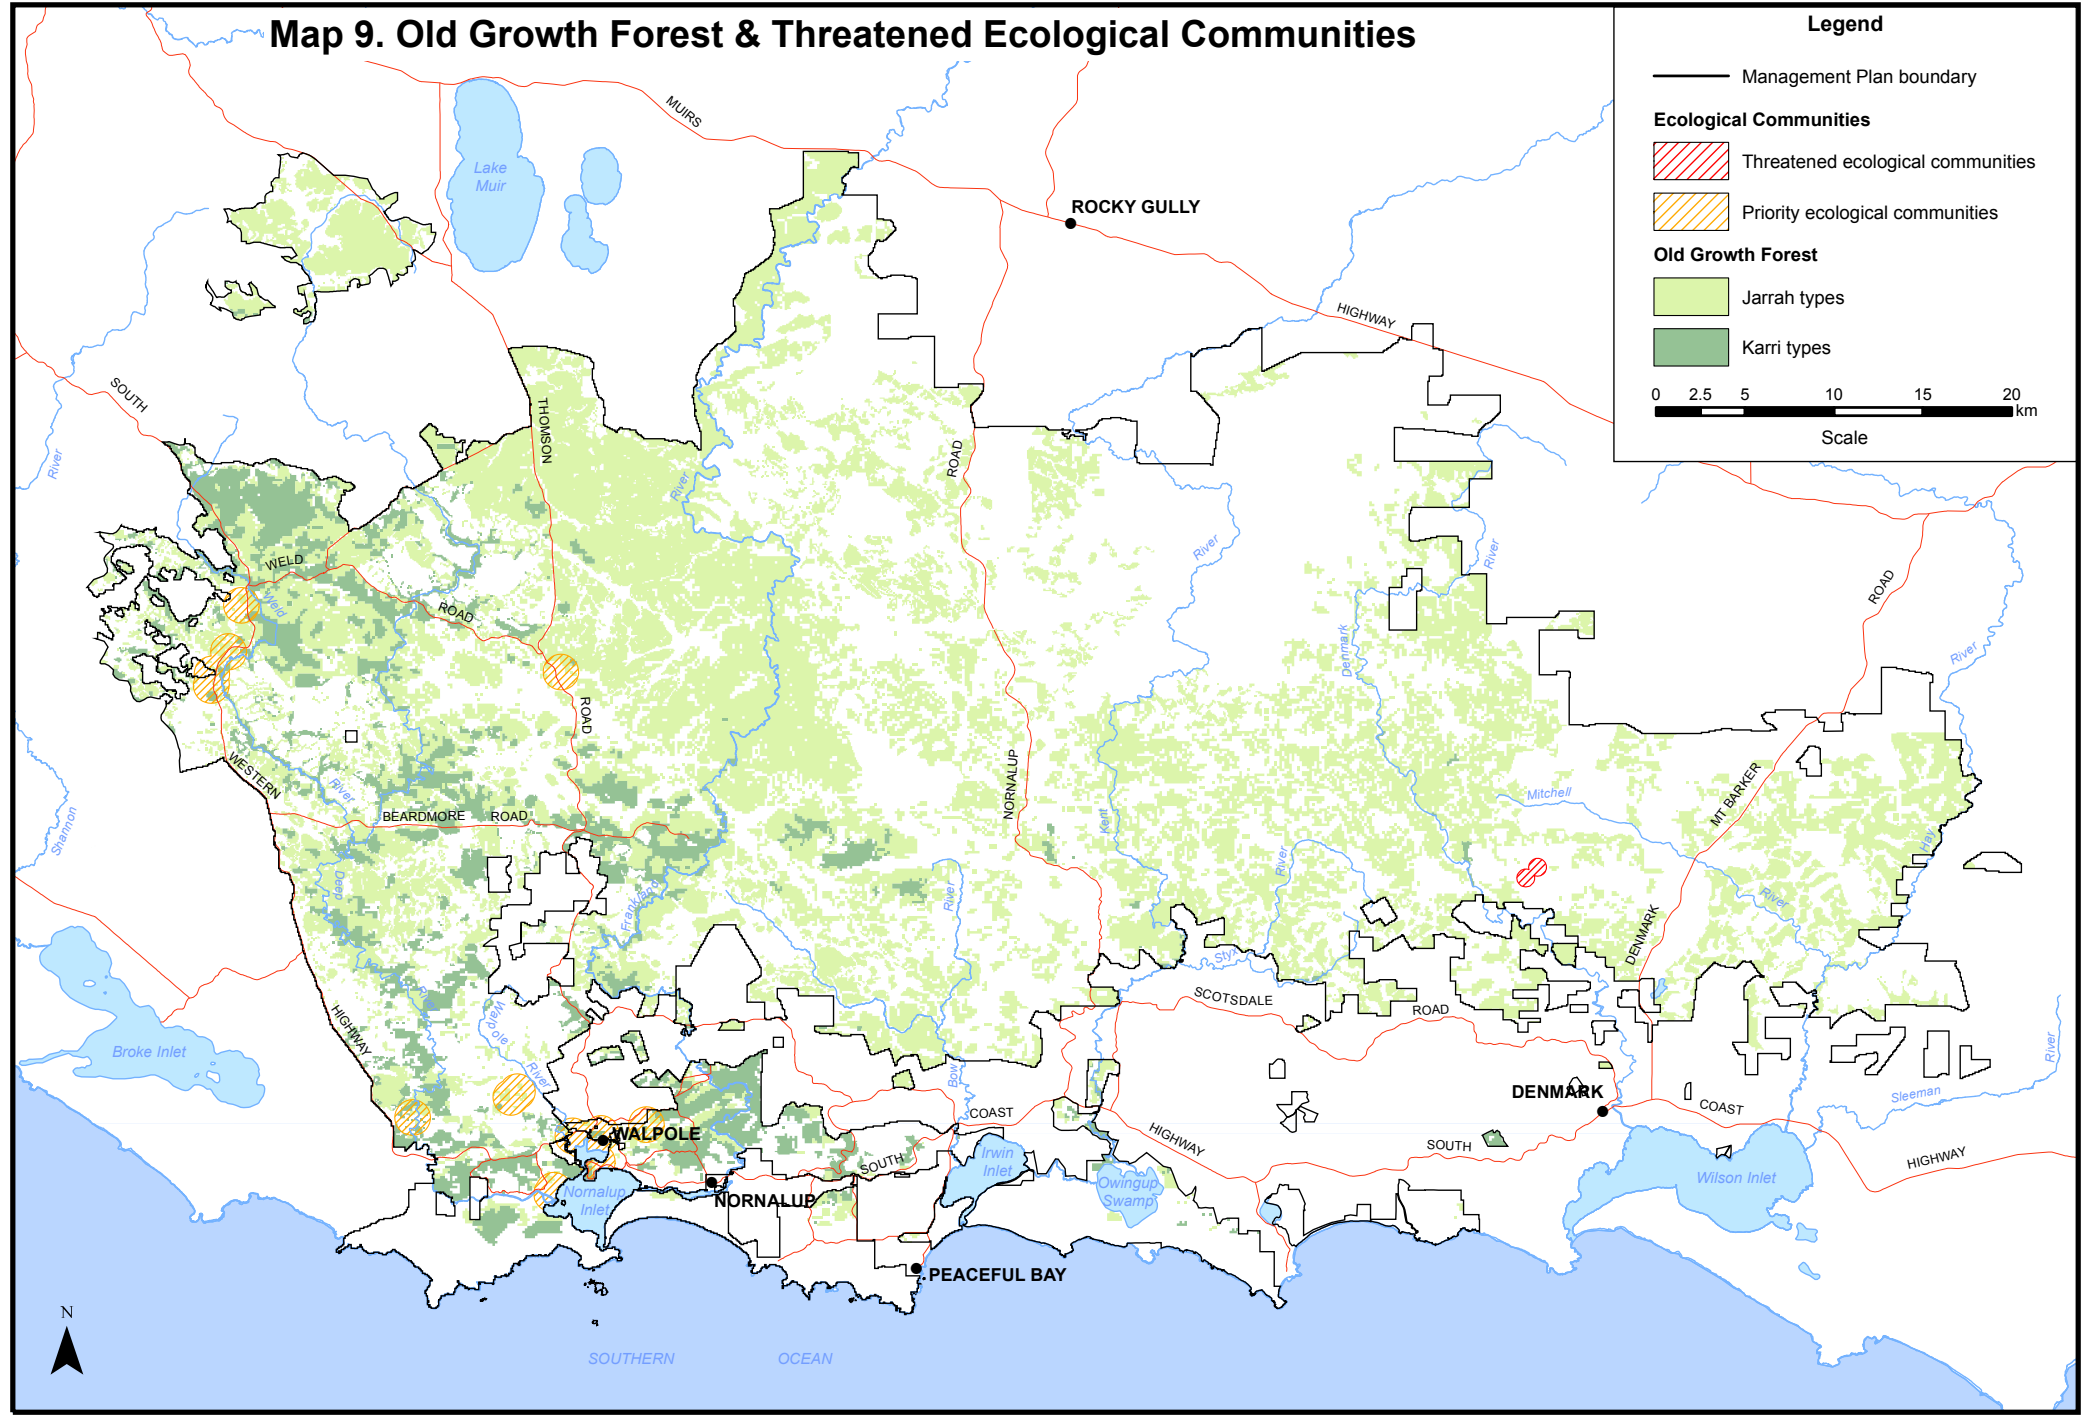 Map 9. Old Growth Forest & Threatened Ecological Communities
Legend
Management Plan boundary
Ecological Communities
Threatened ecological communities
Priority ecological communities
Old Growth Forest
Jarrah types
Karri types
0 2.5 5 10 15 20
km
Scale
MUIRS
Lake
Muir
ROCKY GULLY
HIGHWAY
SOUTH
THOMSON
ROAD
River
River
River
River
WELD
Weld
ROAD
ROAD
Denmark
ROAD
River
WESTERN
River
BEARDMORE ROAD
NORNALUP
Kent
Mitchell
MT BARKER
Hay
Shannon
Deep
Frankland
River
River
River
DENMARK
Styx
HIGHWAY
River
Walpole
River
SCOTSDALE
ROAD
Broke Inlet
Bow
COAST
DENMARK
COAST
Sleeman
River
WALPOLE
HIGHWAY
SOUTH
HIGHWAY
SOUTH
Irwin
Inlet
Owingup
Swamp
Wilson Inlet
Nornalup
Inlet
NORNALUP
PEACEFUL BAY
N
SOUTHERN OCEAN